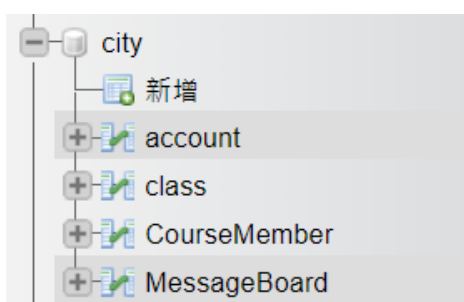 city
新增
account
class
CourseMember
MessageBoard